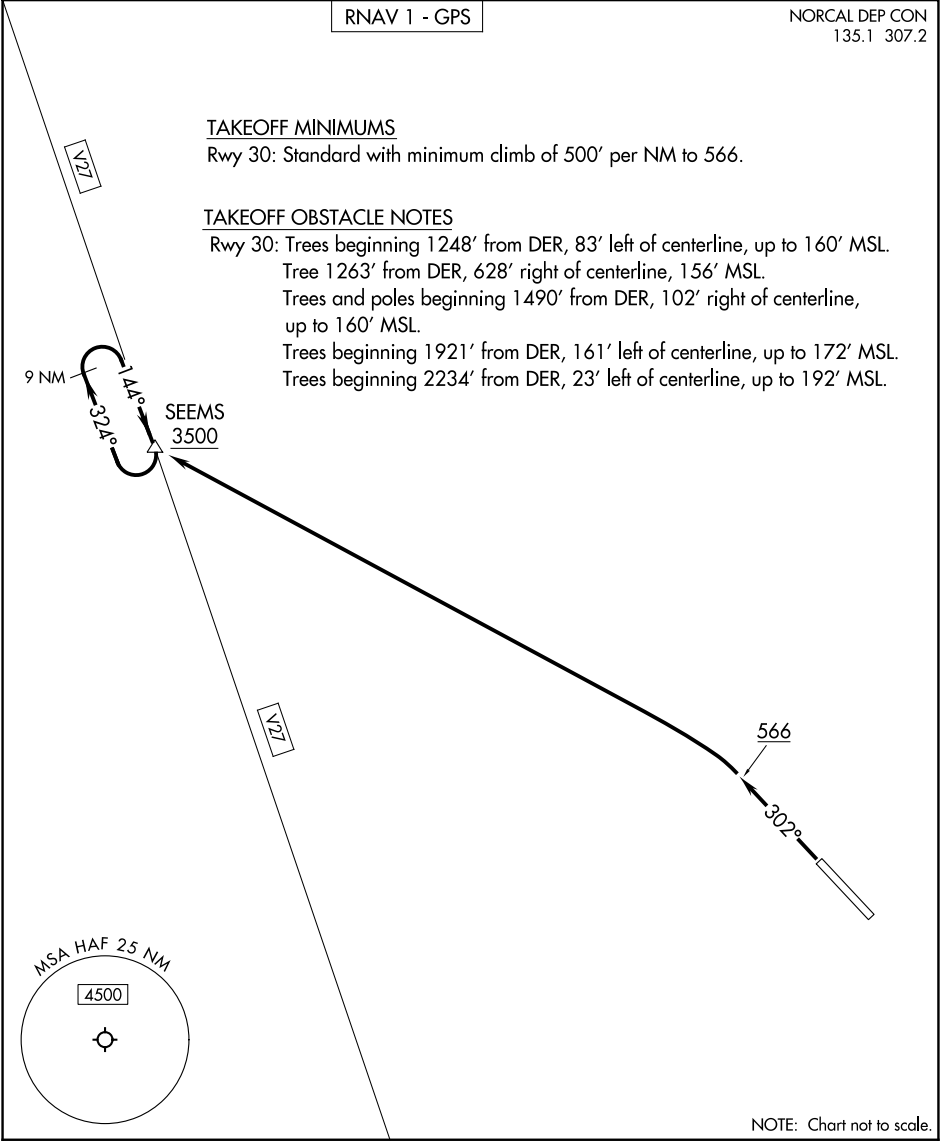 RNAV 1 - GPS
NORCAL DEP CON
135.1 307.2
TAKEOFF MINIMUMS
Rwy 30: Standard with minimum climb of 500' per NM to 566.
V27
TAKEOFF OBSTACLE NOTES
Rwy 30: Trees beginning 1248' from DER, 83' left of centerline, up to 160' MSL.
Tree 1263' from DER, 628' right of centerline, 156' MSL.
Trees and poles beginning 1490' from DER, 102' right of centerline,
up to 160' MSL.
Trees beginning 1921' from DER, 161' left of centerline, up to 172' MSL.
Trees beginning 2234' from DER, 23' left of centerline, up to 192' MSL.
9 NM
144°
324°
SEEMS
3500
V27
566
302°
MSA HAF 25 NM
4500
NOTE: Chart not to scale.